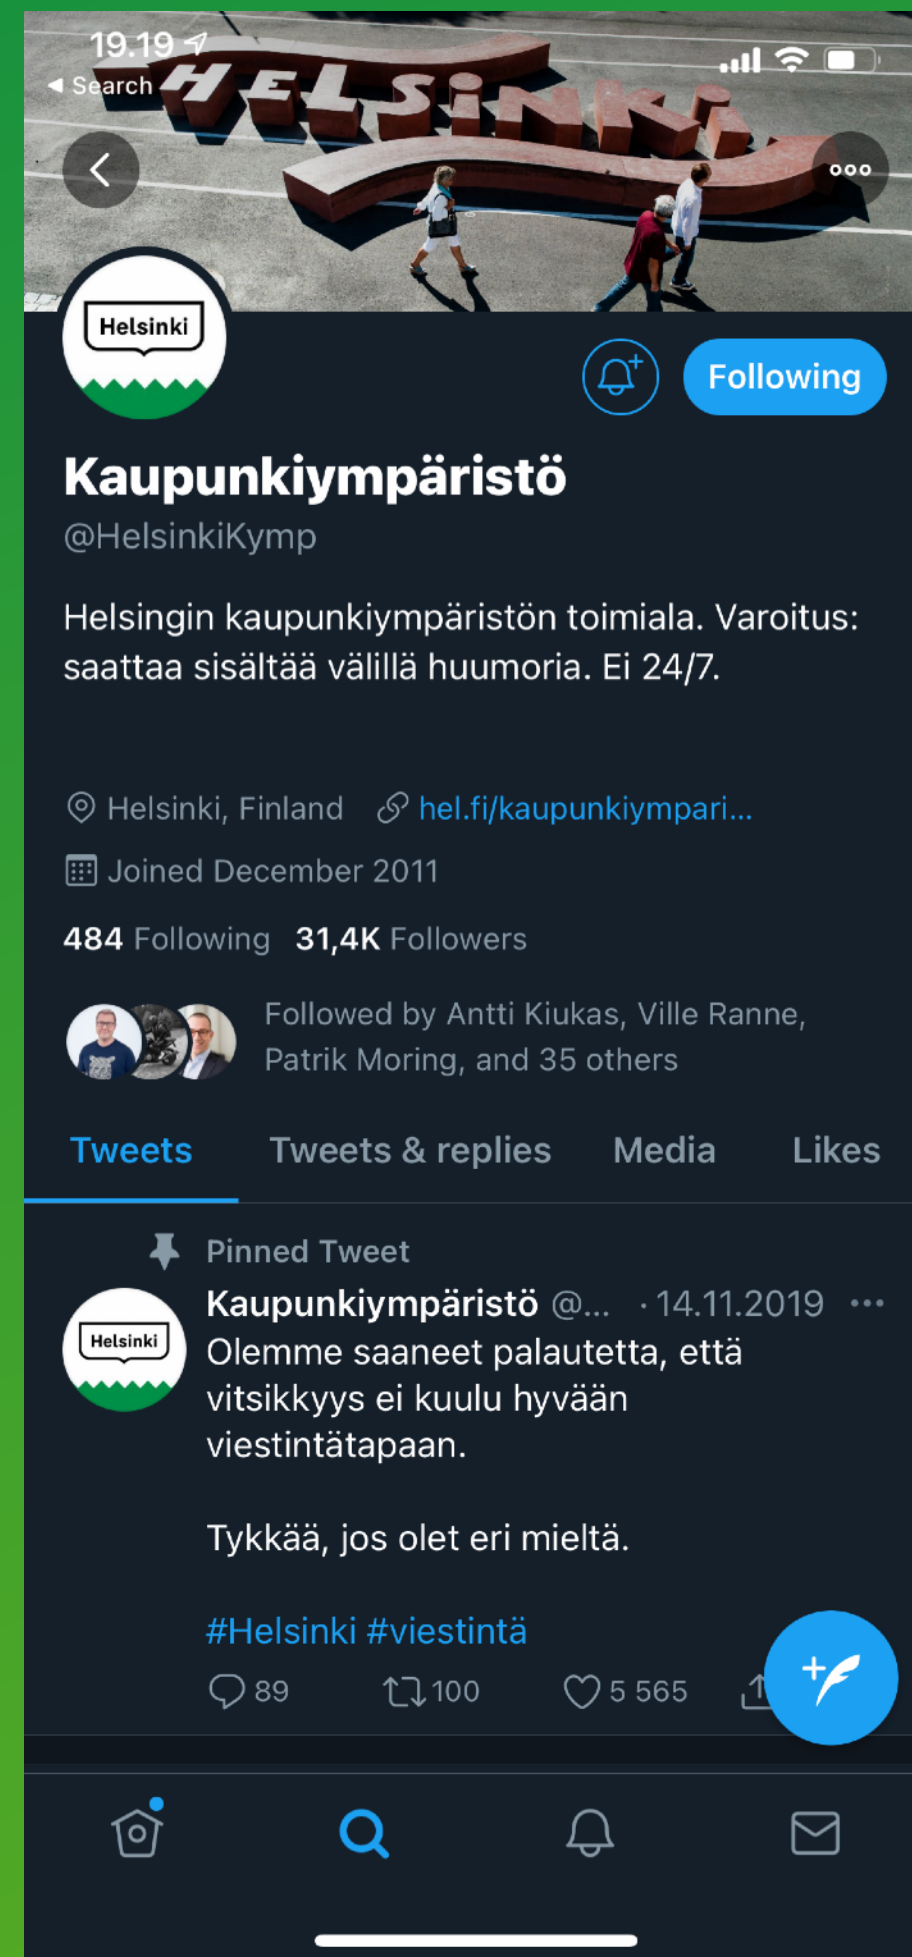 19.19
Search
HELSiNKi
Helsinki
Following
Kaupunkiympäristö
@HelsinkiKymp
Helsingin kaupunkiympäristön toimiala. Varoitus:
saattaa sisältää välillä huumoria. Ei 24/7.
Helsinki, Finland hel.fi/kaupunkiympari...
Joined December 2011
484 Following 31,4K Followers
Followed by Antti Kiukas, Ville Ranne,
Patrik Moring, and 35 others
Tweets Tweets & replies Media Likes
Pinned Tweet
Kaupunkiympäristö @... · 14.11.2019
Helsinki
Olemme saaneet palautetta, että
vitsikkyys ei kuulu hyvään
viestintätapaan.
Tykkää, jos olet eri mieltä.
#Helsinki #viestintä
89 100 5 565